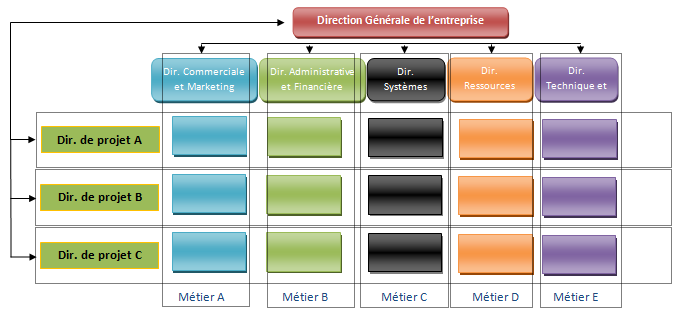 Direction Générale de l’entreprise
Dir. Commerciale
et Marketing
Dir. Administrative
et Financière
Dir.
Systèmes
Dir.
Ressources
Dir.
Technique et
Dir. de projet A
Dir. de projet B
Dir. de projet C
Métier A
Métier B
Métier C
Métier D
Métier E